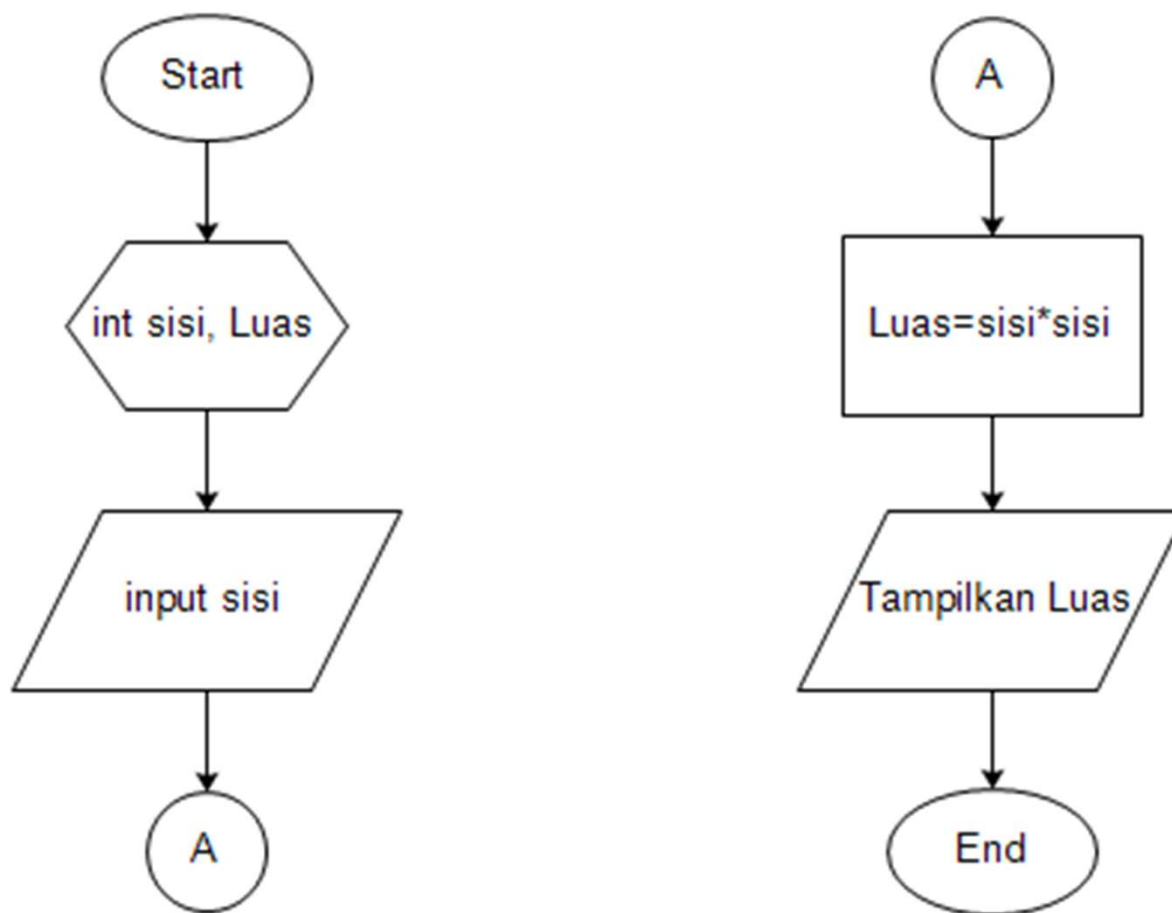 Start
int sisi, Luas
input sisi
A
A
Luas=sisi*sisi
Tampilkan Luas
End